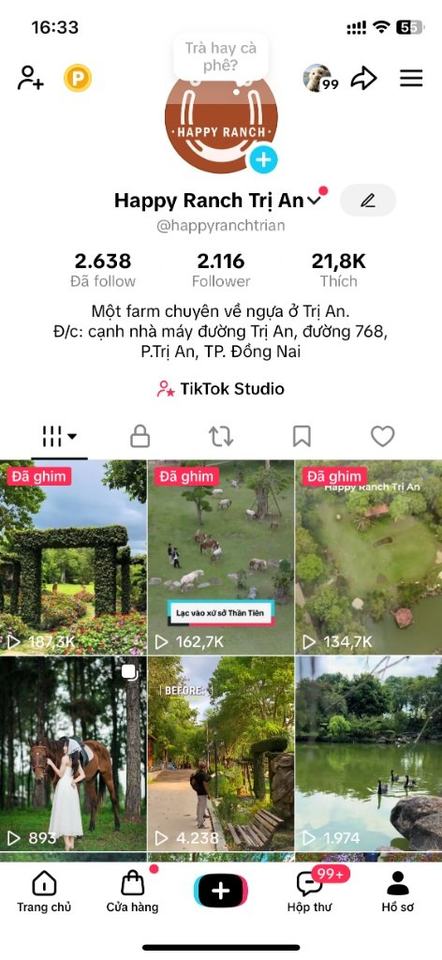 16:33
55
Trà hay cà
phê?
99
·HAPPY RANCH·
Happy Ranch Trị An
@happyranchtrian
2.638
2.116
21,8K
Đã follow
Follower
Thích
Một farm chuyên về ngựa ở Trị An.
Đ/c: cạnh nhà máy đường Trị An, đường 768,
P.Trị An, TP. Đồng Nai
TikTok Studio
Đã ghim
Đã ghim
Đã ghim
Happy Ranch Trị An
Lạc vào xứ sở Thần Tiên
187,3K
162,7K
134,7K
BEFORE:
893
4.238
1.974
99+
Trang chủ
Cửa hàng
Hộp thư
Hồ sơ